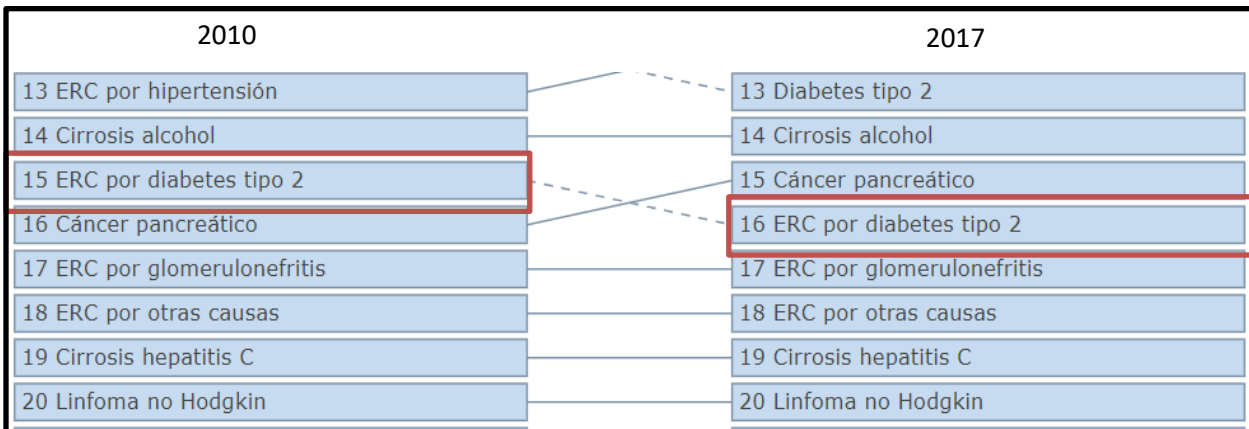 2010
2017
13 ERC por hipertensión
13 Diabetes tipo 2
14 Cirrosis alcohol
14 Cirrosis alcohol
15 ERC por diabetes tipo 2
15 Cáncer pancreático
16 Cáncer pancreático
16 ERC por diabetes tipo 2
17 ERC por glomerulonefritis
17 ERC por glomerulonefritis
18 ERC por otras causas
18 ERC por otras causas
19 Cirrosis hepatitis C
19 Cirrosis hepatitis C
20 Linfoma no Hodgkin
20 Linfoma no Hodgkin